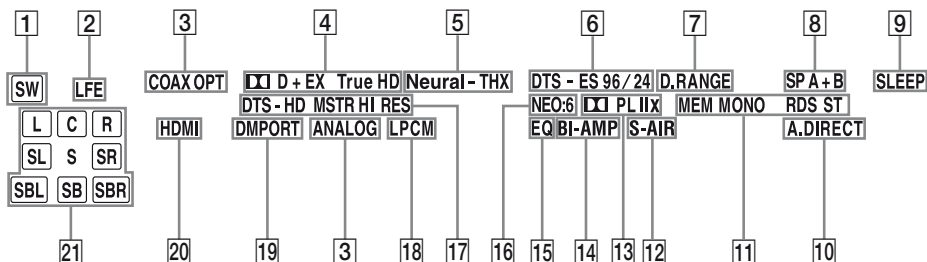 1 2 3 4 5 6 7 8 9
SW LFE COAX OPT D + EX True HD Neural - THX DTS - ES 96 / 24 D.RANGE SP A + B SLEEP
DTS - HD MSTR HI RES NEO:6 PL IIx MEM MONO RDS ST
L C R HDMI DMPORT ANALOG LPCM EQ BI-AMP S-AIR A.DIRECT
SL S SR
SBL SB SBR
21 20 19 3 18 17 16 15 14 13 12 11 10